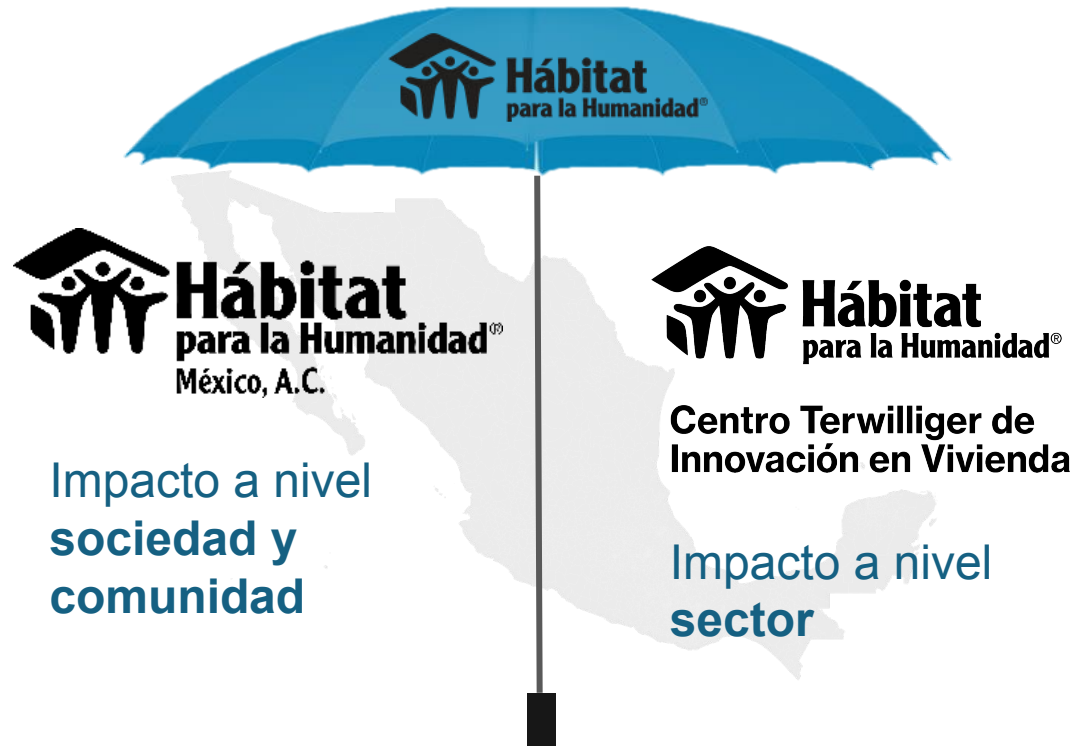 Hábitat
para la Humanidad®
Hábitat
para la Humanidad®
México, A.C.
Impacto a nivel
sociedad y
comunidad
Hábitat
para la Humanidad®
Centro Terwilliger de
Innovación en Vivienda
Impacto a nivel
sector